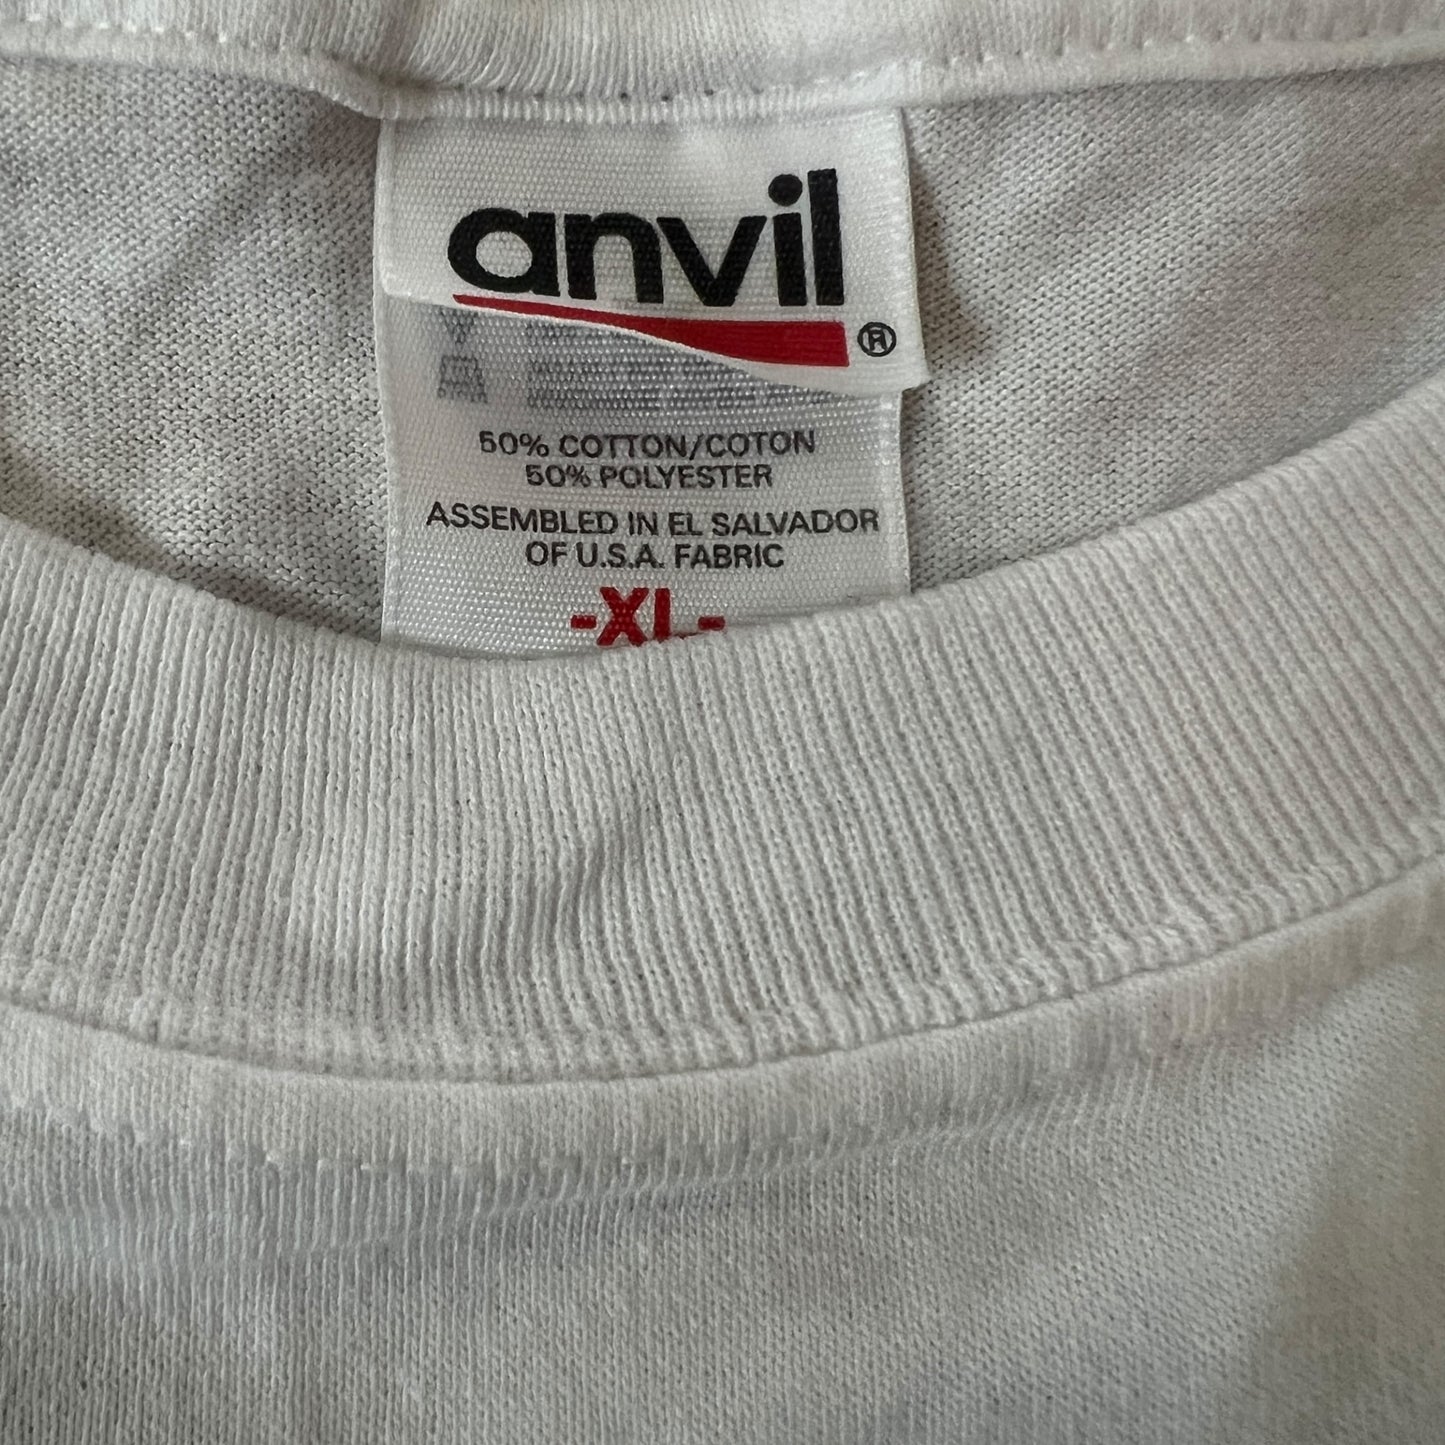 anvil
®
50% COTTON/COTON
50% POLYESTER
ASSEMBLED IN EL SALVADOR
OF U.S.A. FABRIC
-XL-